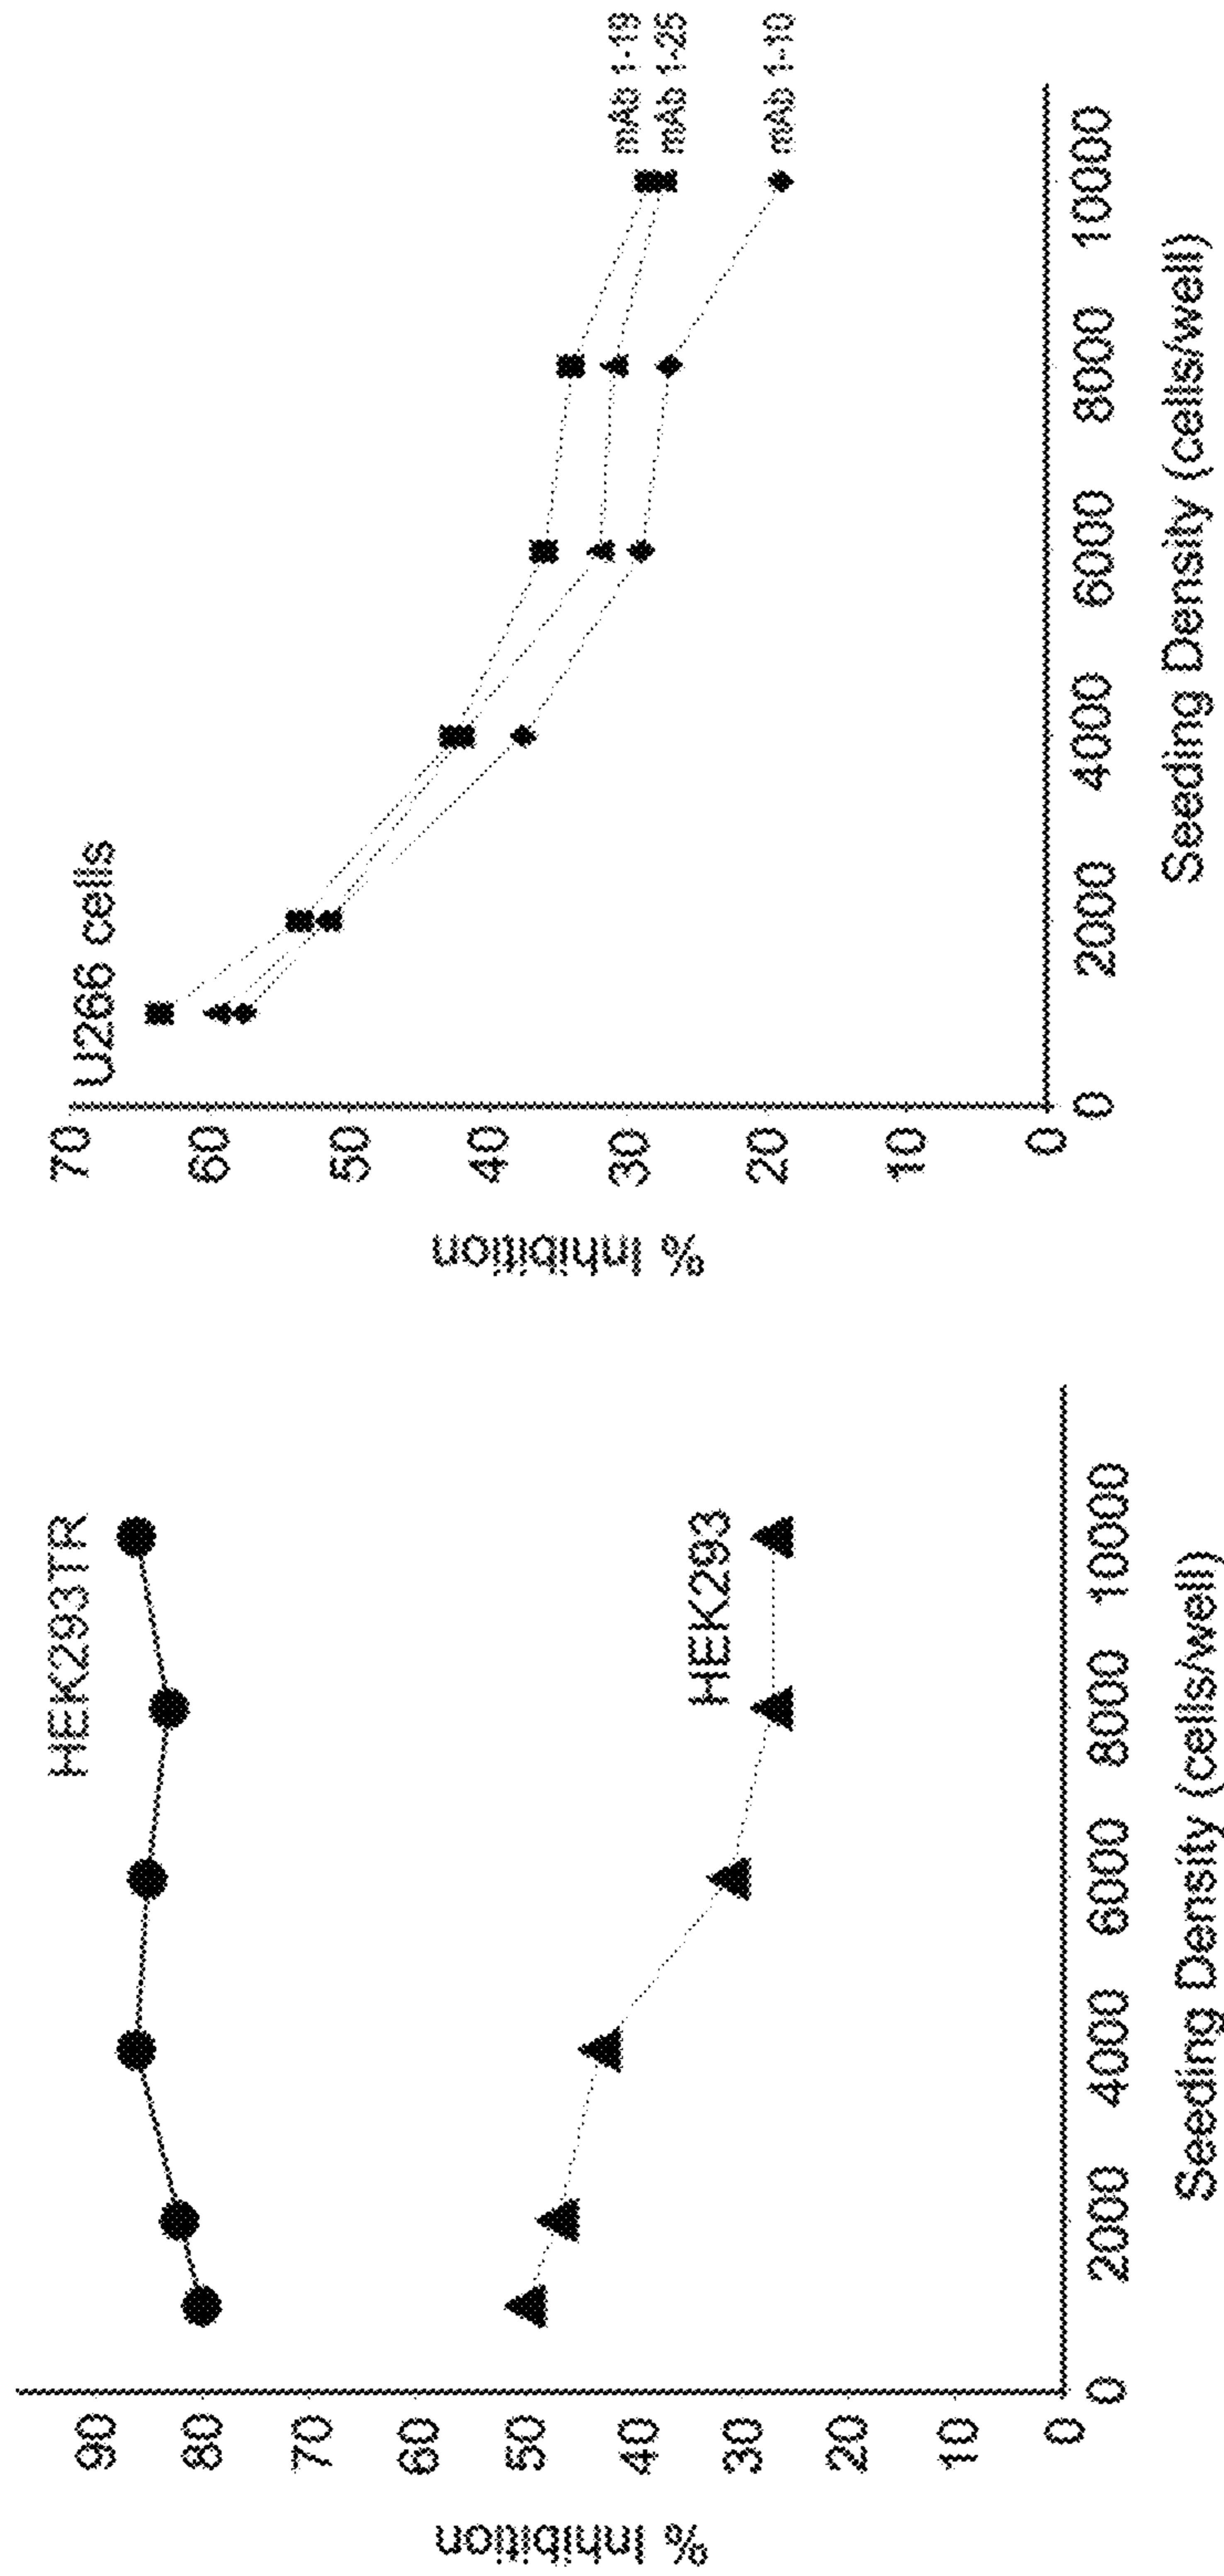 HEK293TR
HEK293
% Inhibition
90
80
70
60
50
40
30
20
10
0
0 2000 4000 6000 8000 10000
Seeding Density (cells/well)
U266 cells
% Inhibition
70
60
50
40
30
20
10
0
mAb 1-19
mAb 1-25
mAb 1-10
0 2000 4000 6000 8000 10000
Seeding Density (cells/well)